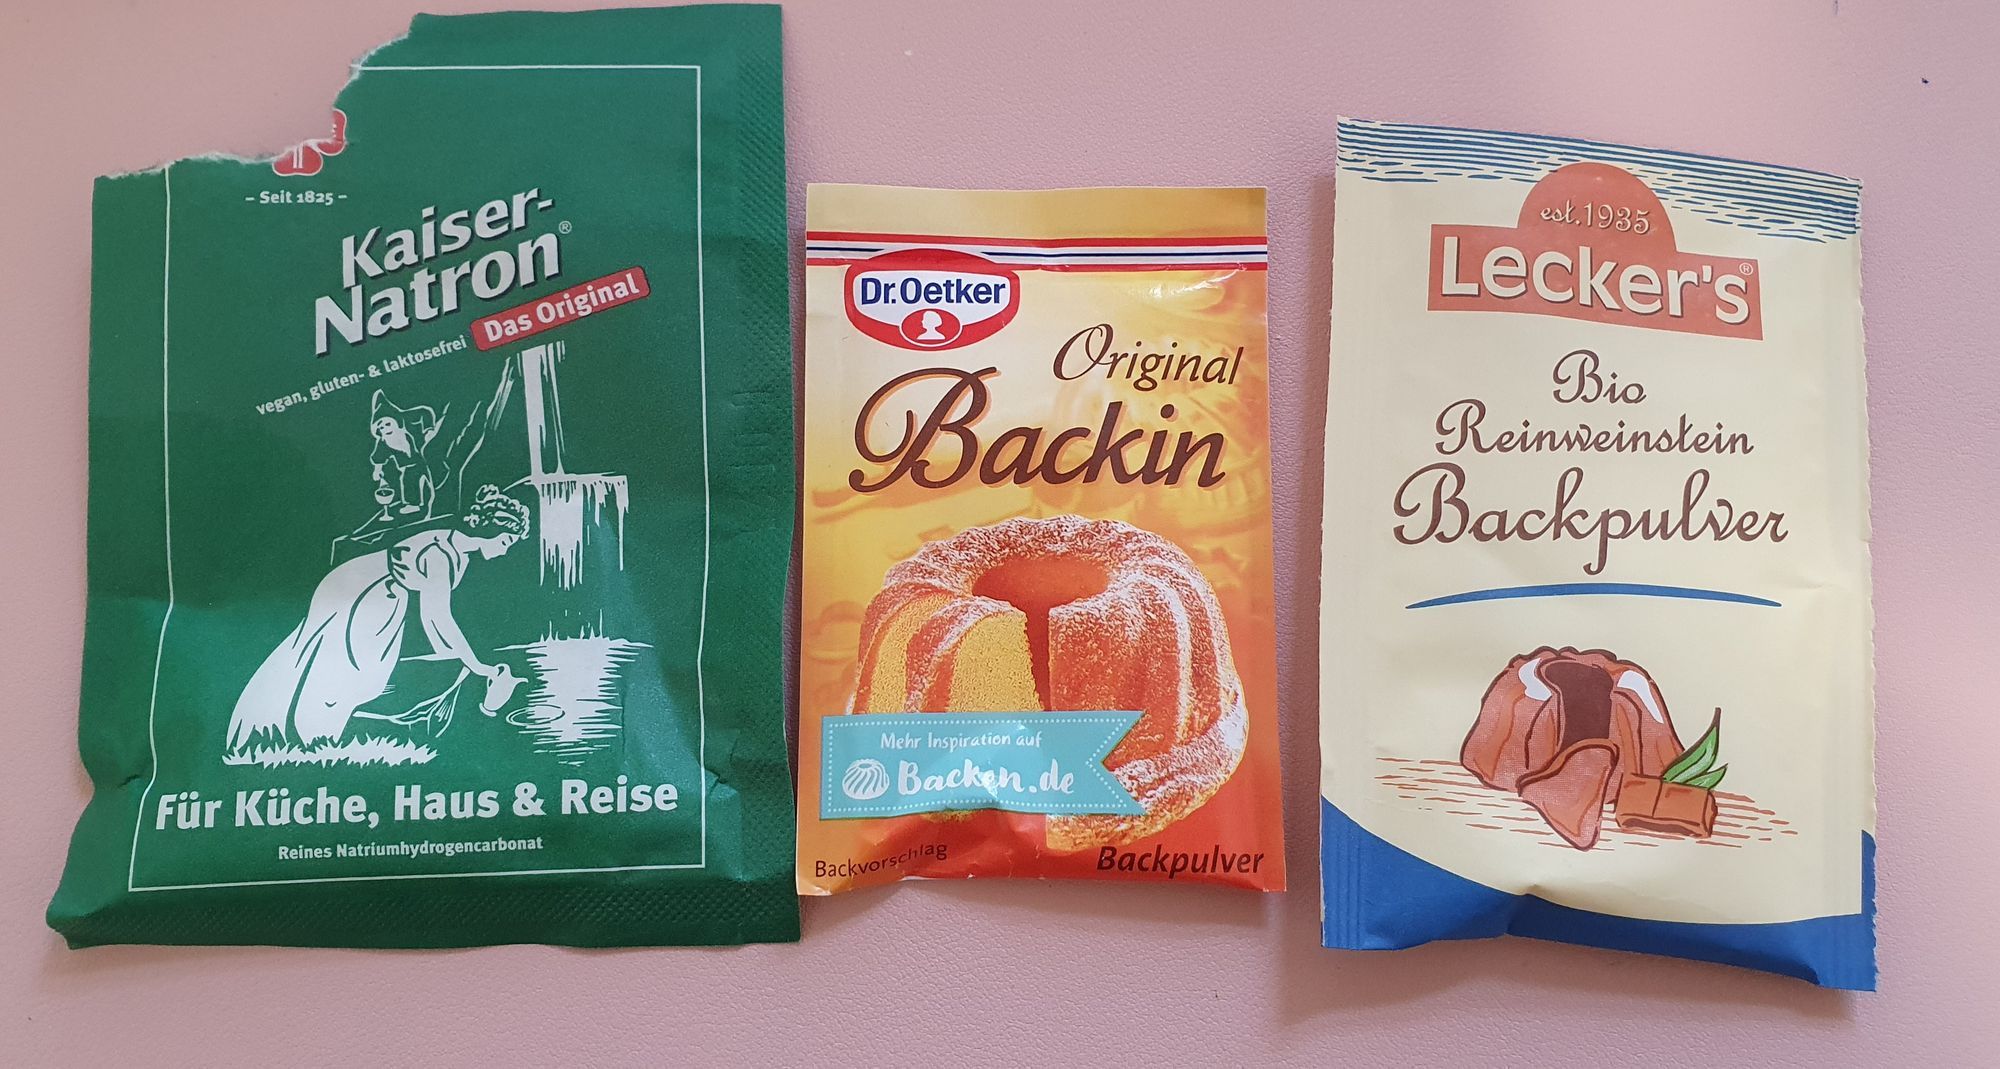 - Seit 1825 -
Kaiser-
Natron®
Das Original
vegan, gluten- & laktosefrei
Für Küche, Haus & Reise
Reines Natriumhydrogencarbonat
Dr. Oetker
Original
Backin
Mehr Inspiration auf
Backen.de
Backvorschlag
Backpulver
est. 1935
Lecker's®
Bio
Reinweinstein
Backpulver